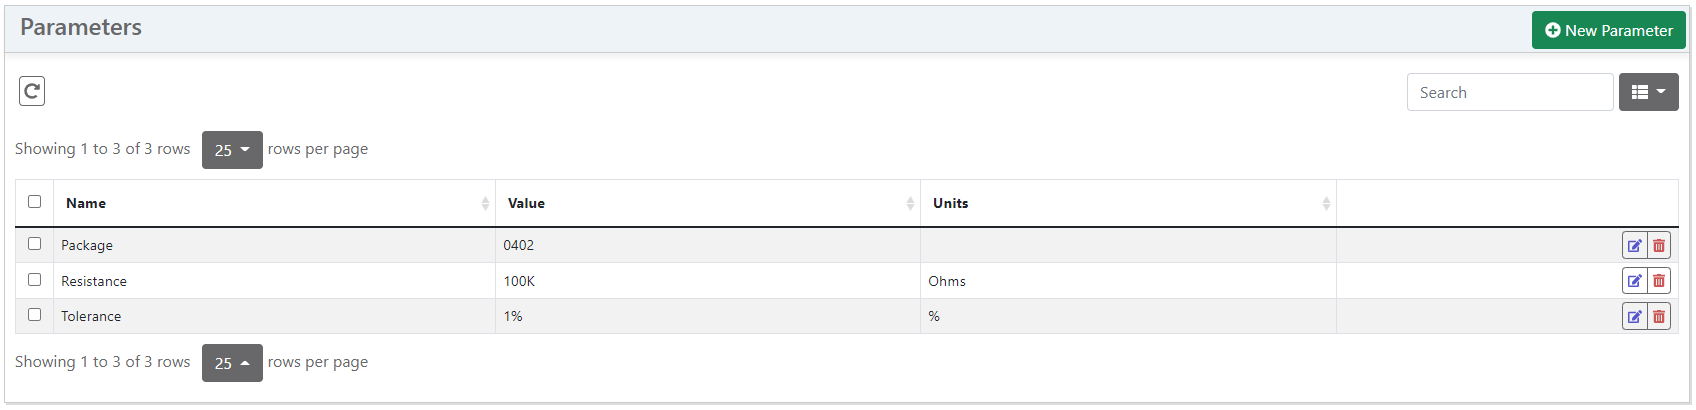 Parameters
New Parameter
Search
Showing 1 to 3 of 3 rows 25 rows per page
Name Value Units
Package 0402
Resistance 100K Ohms
Tolerance 1% %
Showing 1 to 3 of 3 rows 25 rows per page